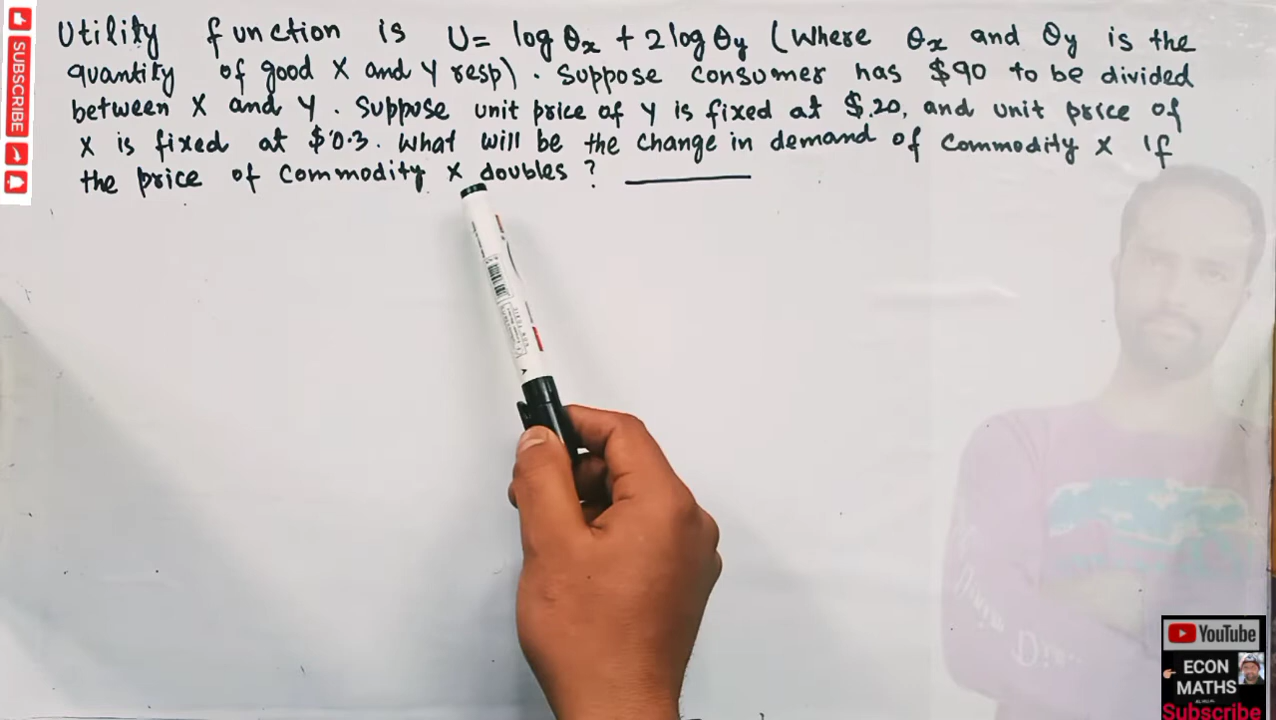 SUBSCRIBE
Utility function is U= log θx + 2 log θy (Where θx and θy is the
quantity of good X and Y resp). Suppose consumer has $90 to be divided
between X and Y. Suppose unit price of Y is fixed at $.20, and unit price of
X is fixed at $0.3. What will be the change in demand of commodity X if
the price of commodity X doubles ? ______
YouTube
ECON
MATHS
Subscribe